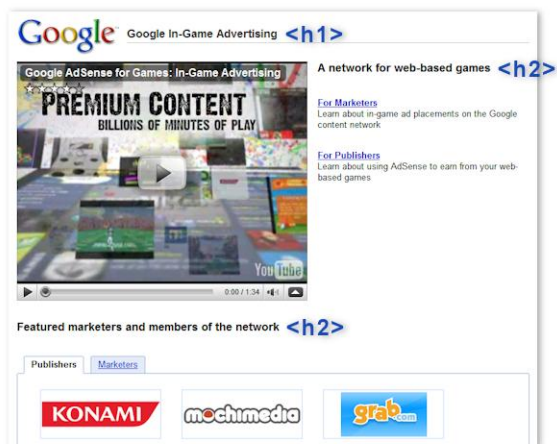 Google Google In-Game Advertising <h1>
Google AdSense for Games: In-Game Advertising
PREMIUM CONTENT
BILLIONS OF MINUTES OF PLAY
YouTube
0:00 / 1:34
A network for web-based games <h2>
For Marketers
Learn about in-game ad placements on the Google
content network
For Publishers
Learn about using AdSense to earn from your web-
based games
Featured marketers and members of the network <h2>
Publishers Marketers
KONAMI mochimedia grab.com